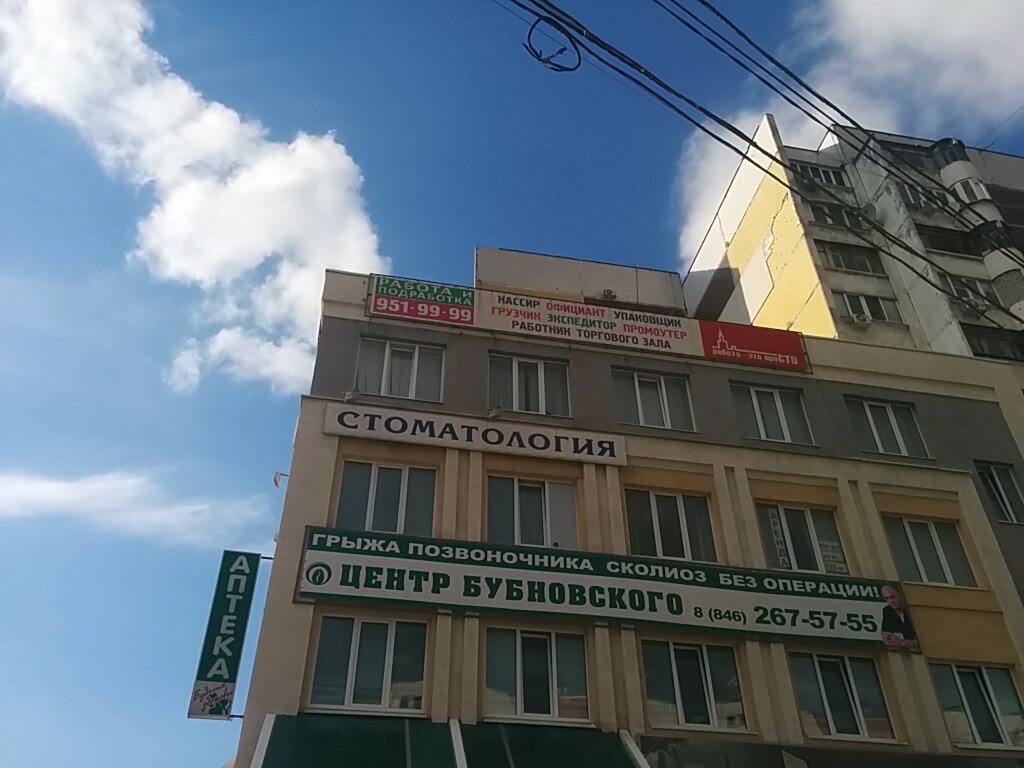 РАБОТА И
ПОДРАБОТКА
951-99-99
КАССИР ОФИЦИАНТ УПАКОВЩИК
ГРУЗЧИК ЭКСПЕДИТОР ПРОМОУТЕР
РАБОТНИК ТОРГОВОГО ЗАЛА
работа - это проСТО
СТОМАТОЛОГИЯ
АРЕНДА
ГРЫЖА ПОЗВОНОЧНИКА СКОЛИОЗ БЕЗ ОПЕРАЦИИ!
ЦЕНТР БУБНОВСКОГО 8 (846) 267-57-55
АПТЕКА